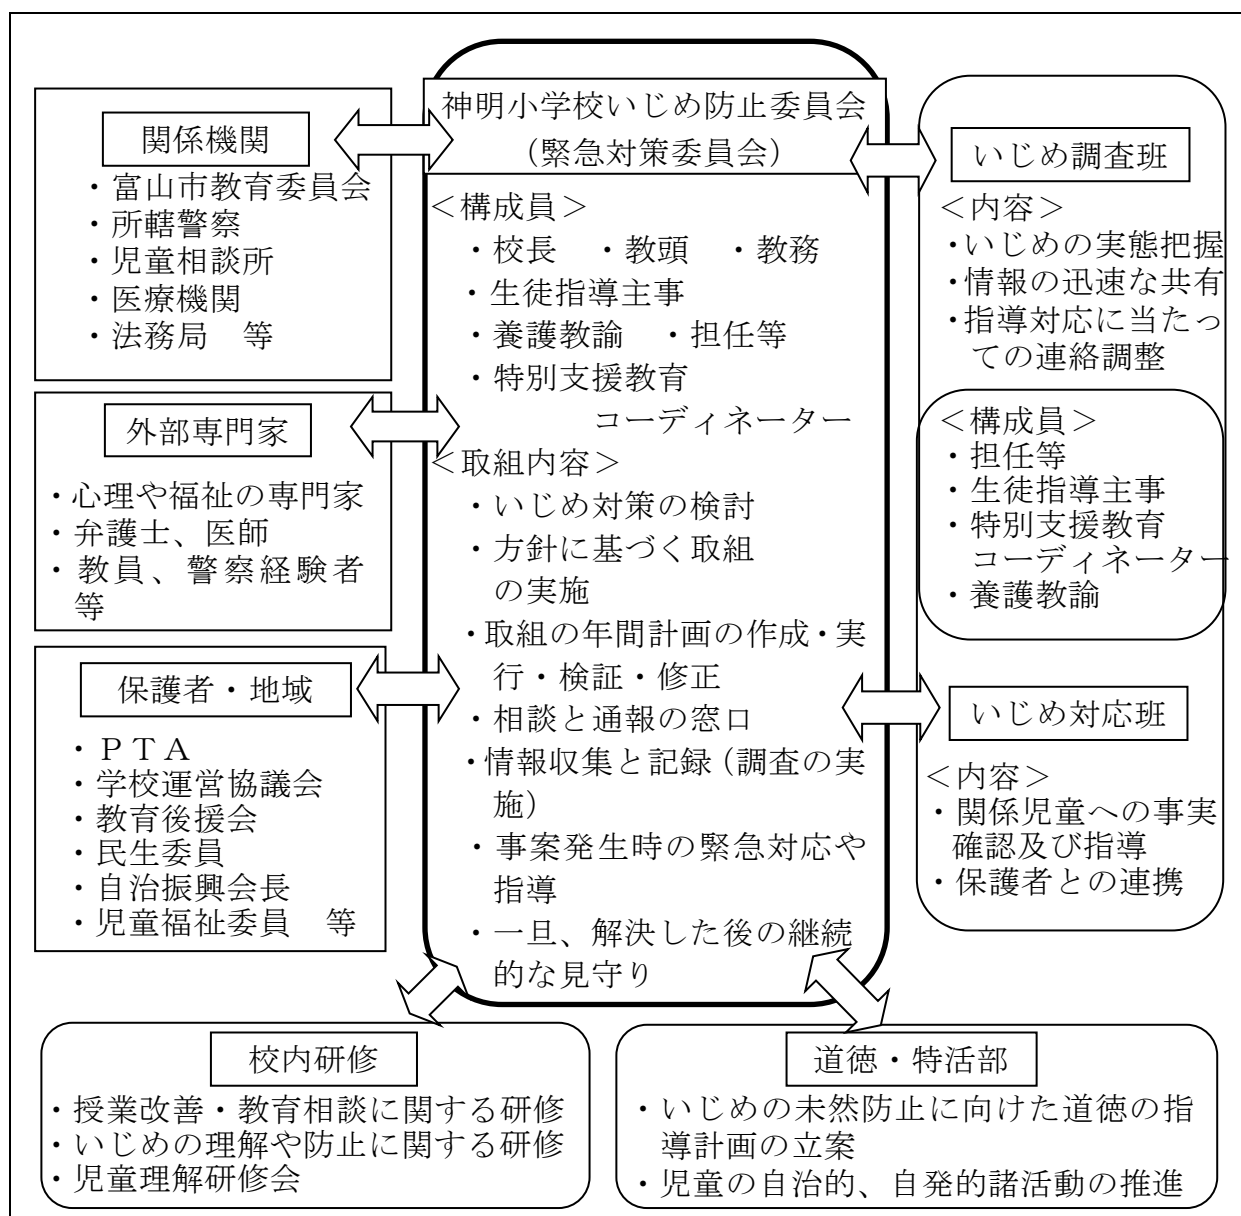 神明小学校いじめ防止委員会
（緊急対策委員会）
＜構成員＞
・校長　・教頭　・教務
・生徒指導主事
・養護教諭　・担任等
・特別支援教育
コーディネーター
＜取組内容＞
・いじめ対策の検討
・方針に基づく取組
の実施
・取組の年間計画の作成・実
行・検証・修正
・相談と通報の窓口
・情報収集と記録（調査の実
施）
・事案発生時の緊急対応や
指導
・一旦、解決した後の継続
的な見守り
関係機関
・富山市教育委員会
・所轄警察
・児童相談所
・医療機関
・法務局　等
外部専門家
・心理や福祉の専門家
・弁護士、医師
・教員、警察経験者
等
保護者・地域
・ＰＴＡ
・学校運営協議会
・教育後援会
・民生委員
・自治振興会長
・児童福祉委員　等
いじめ調査班
＜内容＞
・いじめの実態把握
・情報の迅速な共有
・指導対応に当たっ
ての連絡調整
＜構成員＞
・担任等
・生徒指導主事
・特別支援教育
コーディネーター
・養護教諭
いじめ対応班
＜内容＞
・関係児童への事実
確認及び指導
・保護者との連携
校内研修
・授業改善・教育相談に関する研修
・いじめの理解や防止に関する研修
・児童理解研修会
道徳・特活部
・いじめの未然防止に向けた道徳の指
導計画の立案
・児童の自治的、自発的諸活動の推進